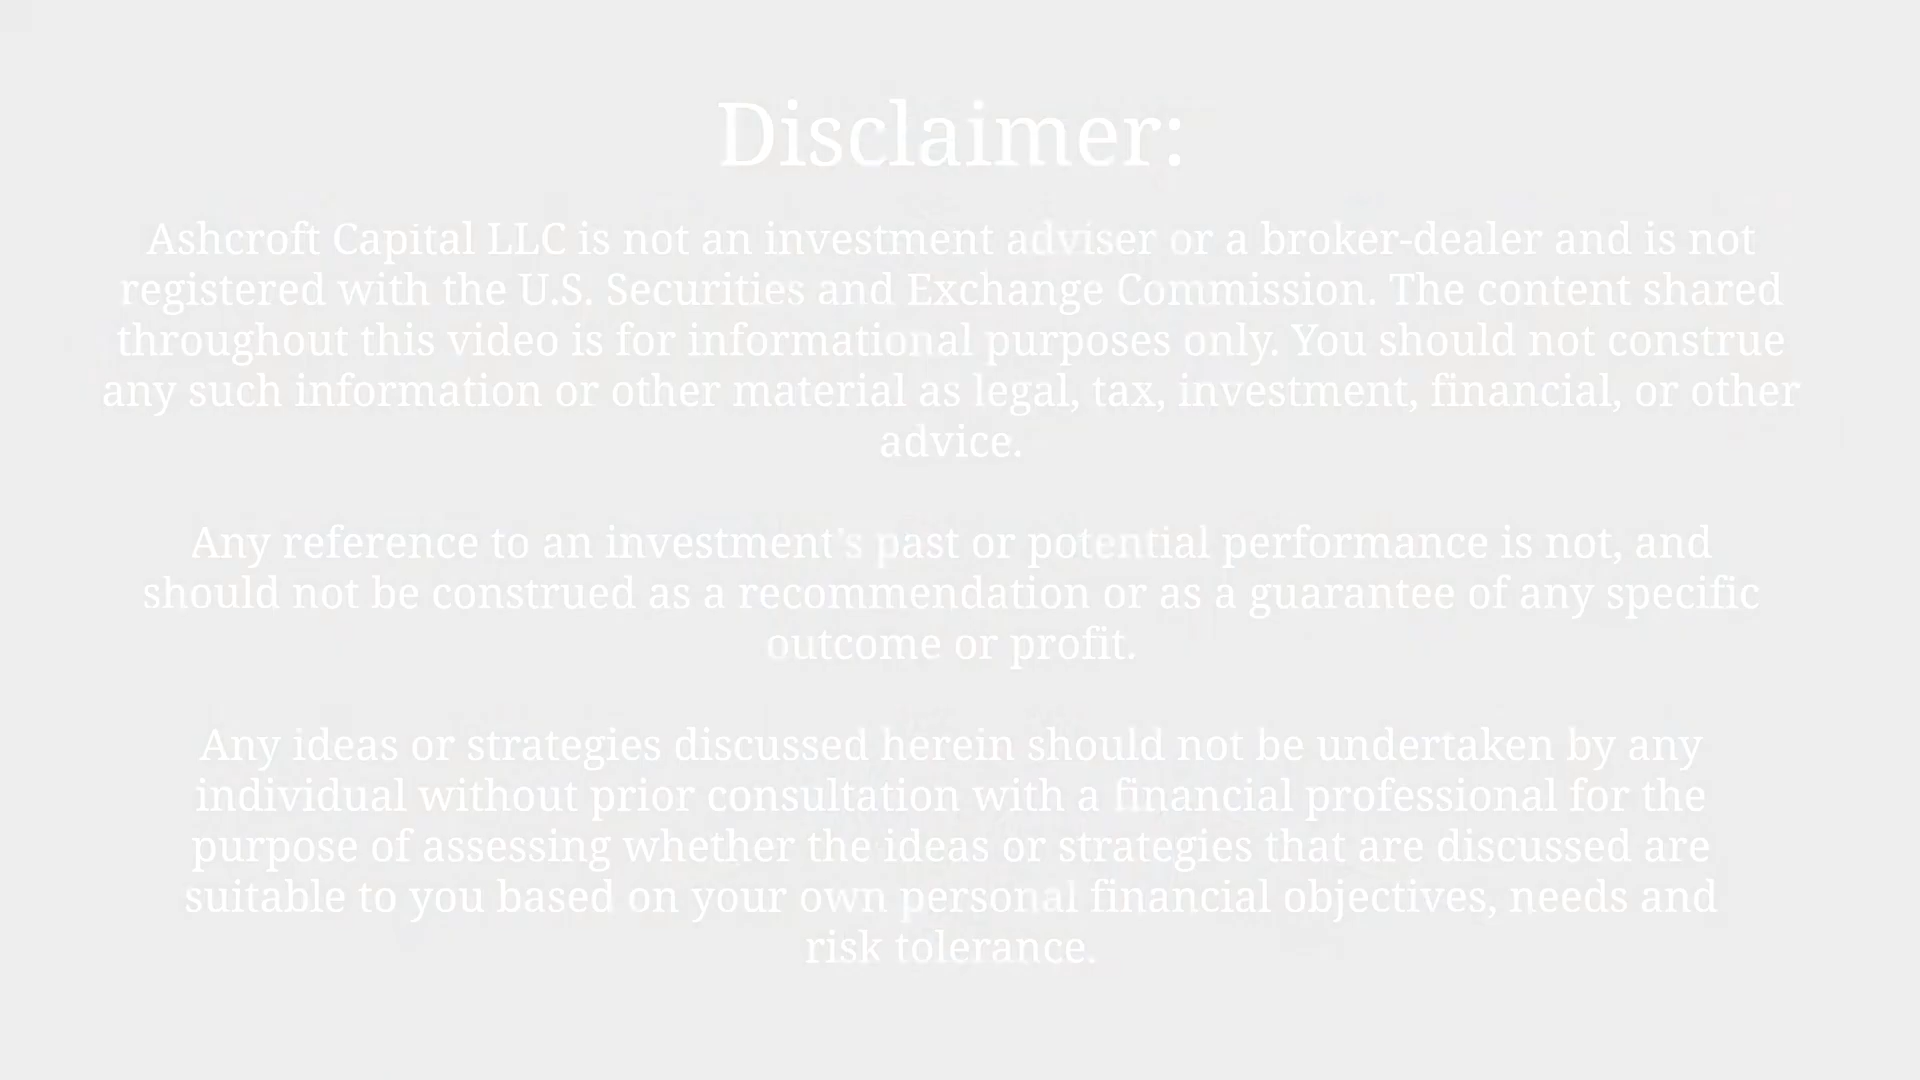 Disclaimer:
Ashcroft Capital LLC is not an investment adviser or a broker-dealer and is not
registered with the U.S. Securities and Exchange Commission. The content shared
throughout this video is for informational purposes only. You should not construe
any such information or other material as legal, tax, investment, financial, or other
advice.
Any reference to an investment's past or potential performance is not, and
should not be construed as a recommendation or as a guarantee of any specific
outcome or profit.
Any ideas or strategies discussed herein should not be undertaken by any
individual without prior consultation with a financial professional for the
purpose of assessing whether the ideas or strategies that are discussed are
suitable to you based on your own personal financial objectives, needs and
risk tolerance.